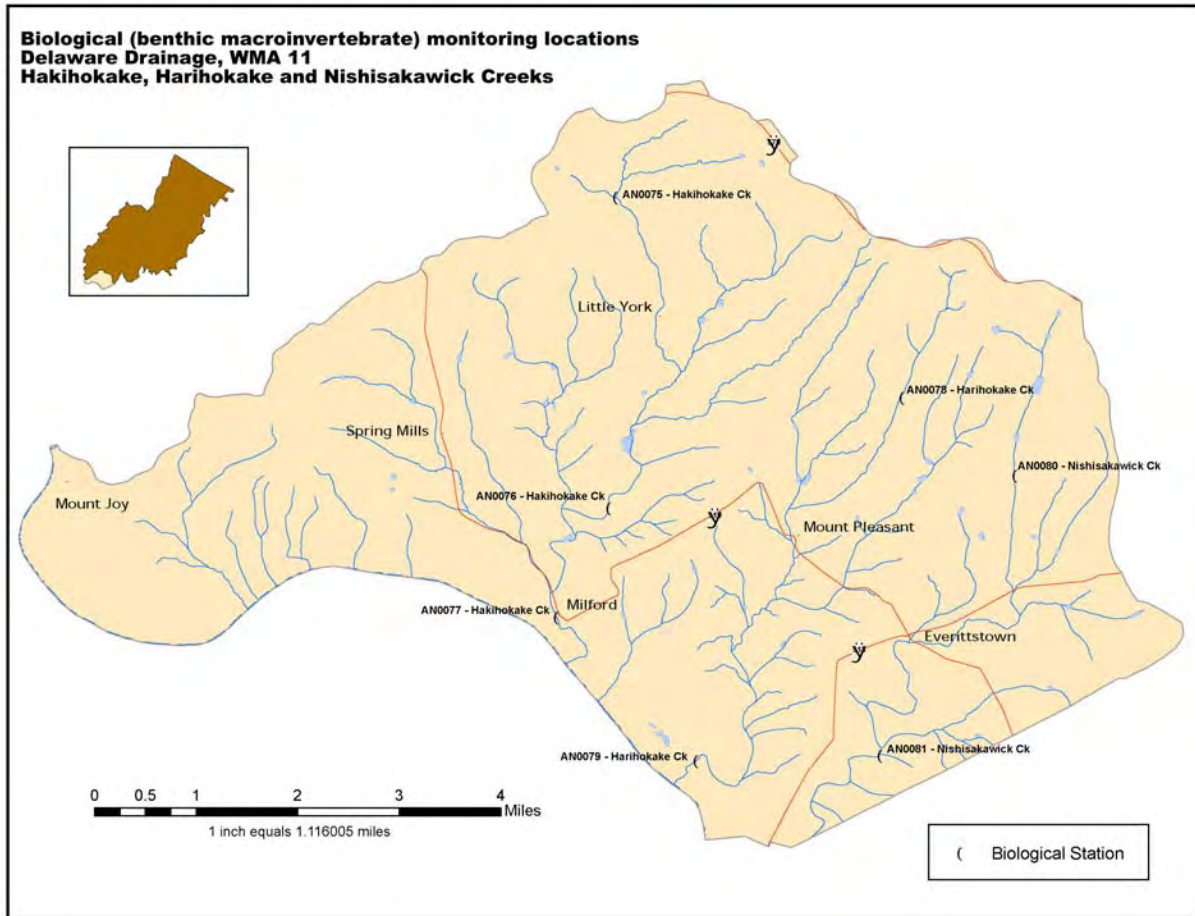 Biological (benthic macroinvertebrate) monitoring locations
Delaware Drainage, WMA 11
Hakihokake, Harihokake and Nishisakawick Creeks
ÿ
AN0075 - Hakihokake Ck
Little York
AN0078 - Harihokake Ck
Spring Mills
AN0080 - Nishisakawick Ck
Mount Joy
AN0076 - Hakihokake Ck
ÿ
Mount Pleasant
AN0077 - Hakihokake Ck
Milford
Everittstown
ÿ
AN0079 - Harihokake Ck
AN0081 - Nishisakawick Ck
0 0.5 1 2 3 4
Miles
1 inch equals 1.116005 miles
( Biological Station